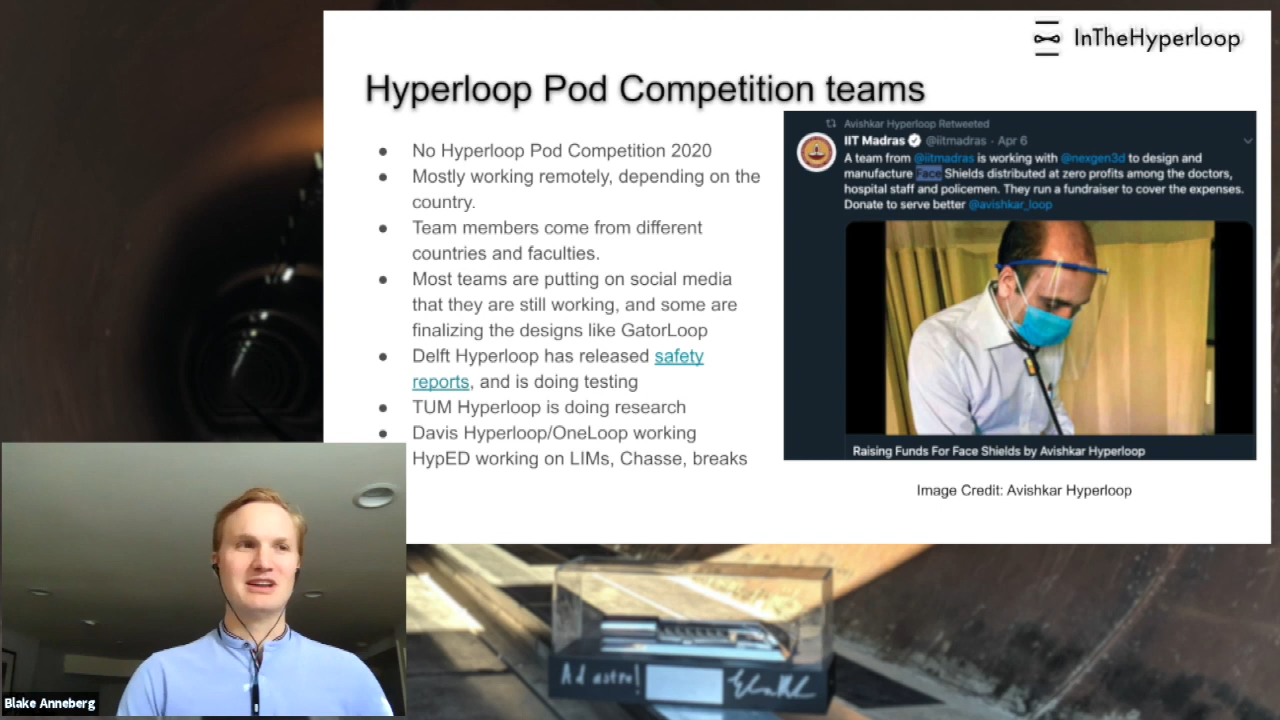 InTheHyperloop
Hyperloop Pod Competition teams
● No Hyperloop Pod Competition 2020
● Mostly working remotely, depending on the
country.
● Team members come from different
countries and faculties.
● Most teams are putting on social media
that they are still working, and some are
finalizing the designs like GatorLoop
● Delft Hyperloop has released safety
reports, and is doing testing
● TUM Hyperloop is doing research
● Davis Hyperloop/OneLoop working
HypED working on LIMs, Chasse, breaks
Avishkar Hyperloop Retweeted
IIT Madras @iitmadras · Apr 6
A team from @iitmadras is working with @nexgen3d to design and
manufacture Face Shields distributed at zero profits among the doctors,
hospital staff and policemen. They run a fundraiser to cover the expenses.
Donate to serve better @avishkar_loop
Raising Funds For Face Shields by Avishkar Hyperloop
Image Credit: Avishkar Hyperloop
Blake Anneberg
Ad astra!